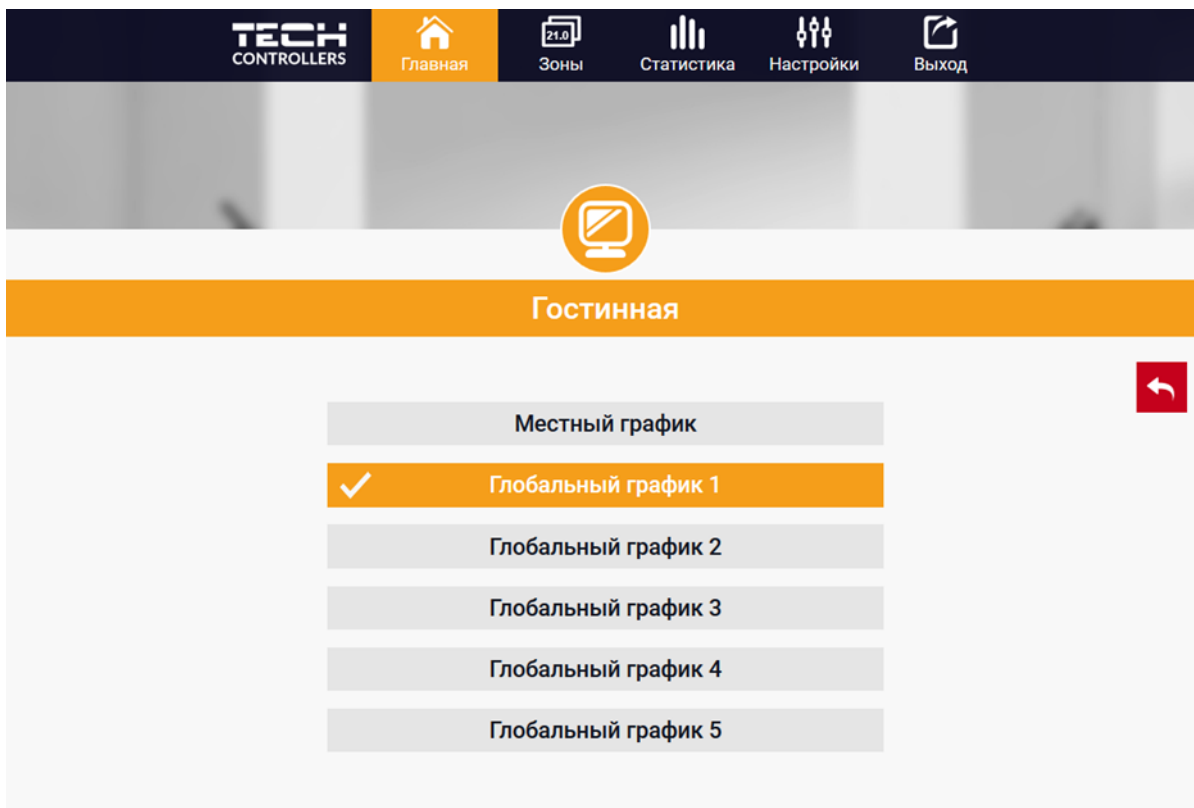 TECH
CONTROLLERS
Главная
21.0
Зоны
Статистика
Настройки
Выход
Гостинная
Местный график
Глобальный график 1
Глобальный график 2
Глобальный график 3
Глобальный график 4
Глобальный график 5